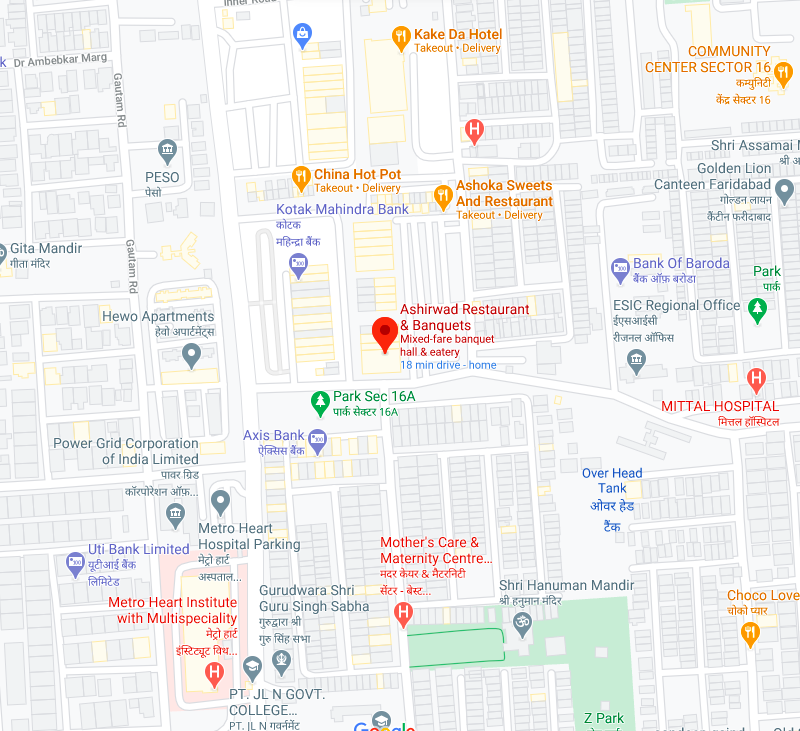 Inner Road
Kake Da Hotel
Takeout • Delivery
COMMUNITY
CENTER SECTOR 16
कम्युनिटी
केंद्र सेक्टर 16
k
Dr Ambebkar Marg
Gautam Rd
H
Shri Assamai M
श्री अ
PESO
पेसो
China Hot Pot
Takeout • Delivery
Ashoka Sweets
And Restaurant
Takeout • Delivery
Golden Lion
Canteen Faridabad
गोल्डन लायन
कैंटीन फरीदाबाद
Kotak Mahindra Bank
कोटक
महिन्द्रा बैंक
Gita Mandir
गीता मंदिर
Gautam Rd
Bank Of Baroda
बैंक ऑफ़ बरोडा
Park
पार्क
ESIC Regional Office
ईएसआईसी
रीजनल ऑफिस
Hewo Apartments
हेवो अपार्टमेंट्स
Ashirwad Restaurant
& Banquets
Mixed-fare banquet
hall & eatery
18 min drive - home
H
MITTAL HOSPITAL
मित्तल हॉस्पिटल
Park Sec 16A
पार्क सेक्टर 16A
Axis Bank
ऐक्सिस बैंक
Power Grid Corporation
of India Limited
पावर ग्रिड
कॉरपोरेशन ऑफ़...
Over Head
Tank
ओवर हेड
टैंक
Metro Heart
Hospital Parking
मेट्रो हार्ट
अस्पताल...
Uti Bank Limited
यूटीआई बैंक
लिमिटेड
Mother's Care &
Maternity Centre...
मदर केयर & मैटरनिटी
सेंटर - बेस्ट...
H
Shri Hanuman Mandir
श्री हनुमान मंदिर
Metro Heart Institute
with Multispeciality
मेट्रो हार्ट
इंस्टिट्यूट विथ...
H
Gurudwara Shri
Guru Singh Sabha
गुरुद्वारा श्री
गुरु सिंह सभा
Choco Love
चोको प्यार
PT. JL N GOVT.
COLLEGE...
PT. JL N गवर्नमेंट
Z Park
Google